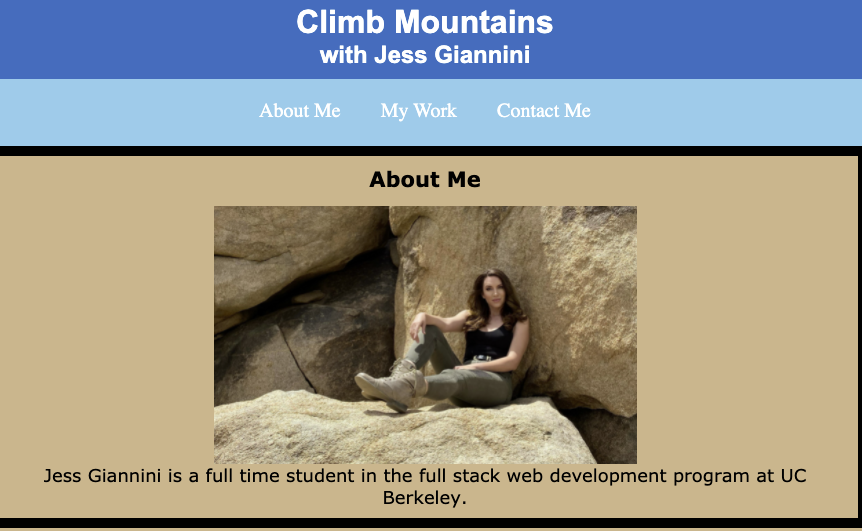 Climb Mountains
with Jess Giannini
About Me My Work Contact Me
About Me
Jess Giannini is a full time student in the full stack web development program at UC
Berkeley.